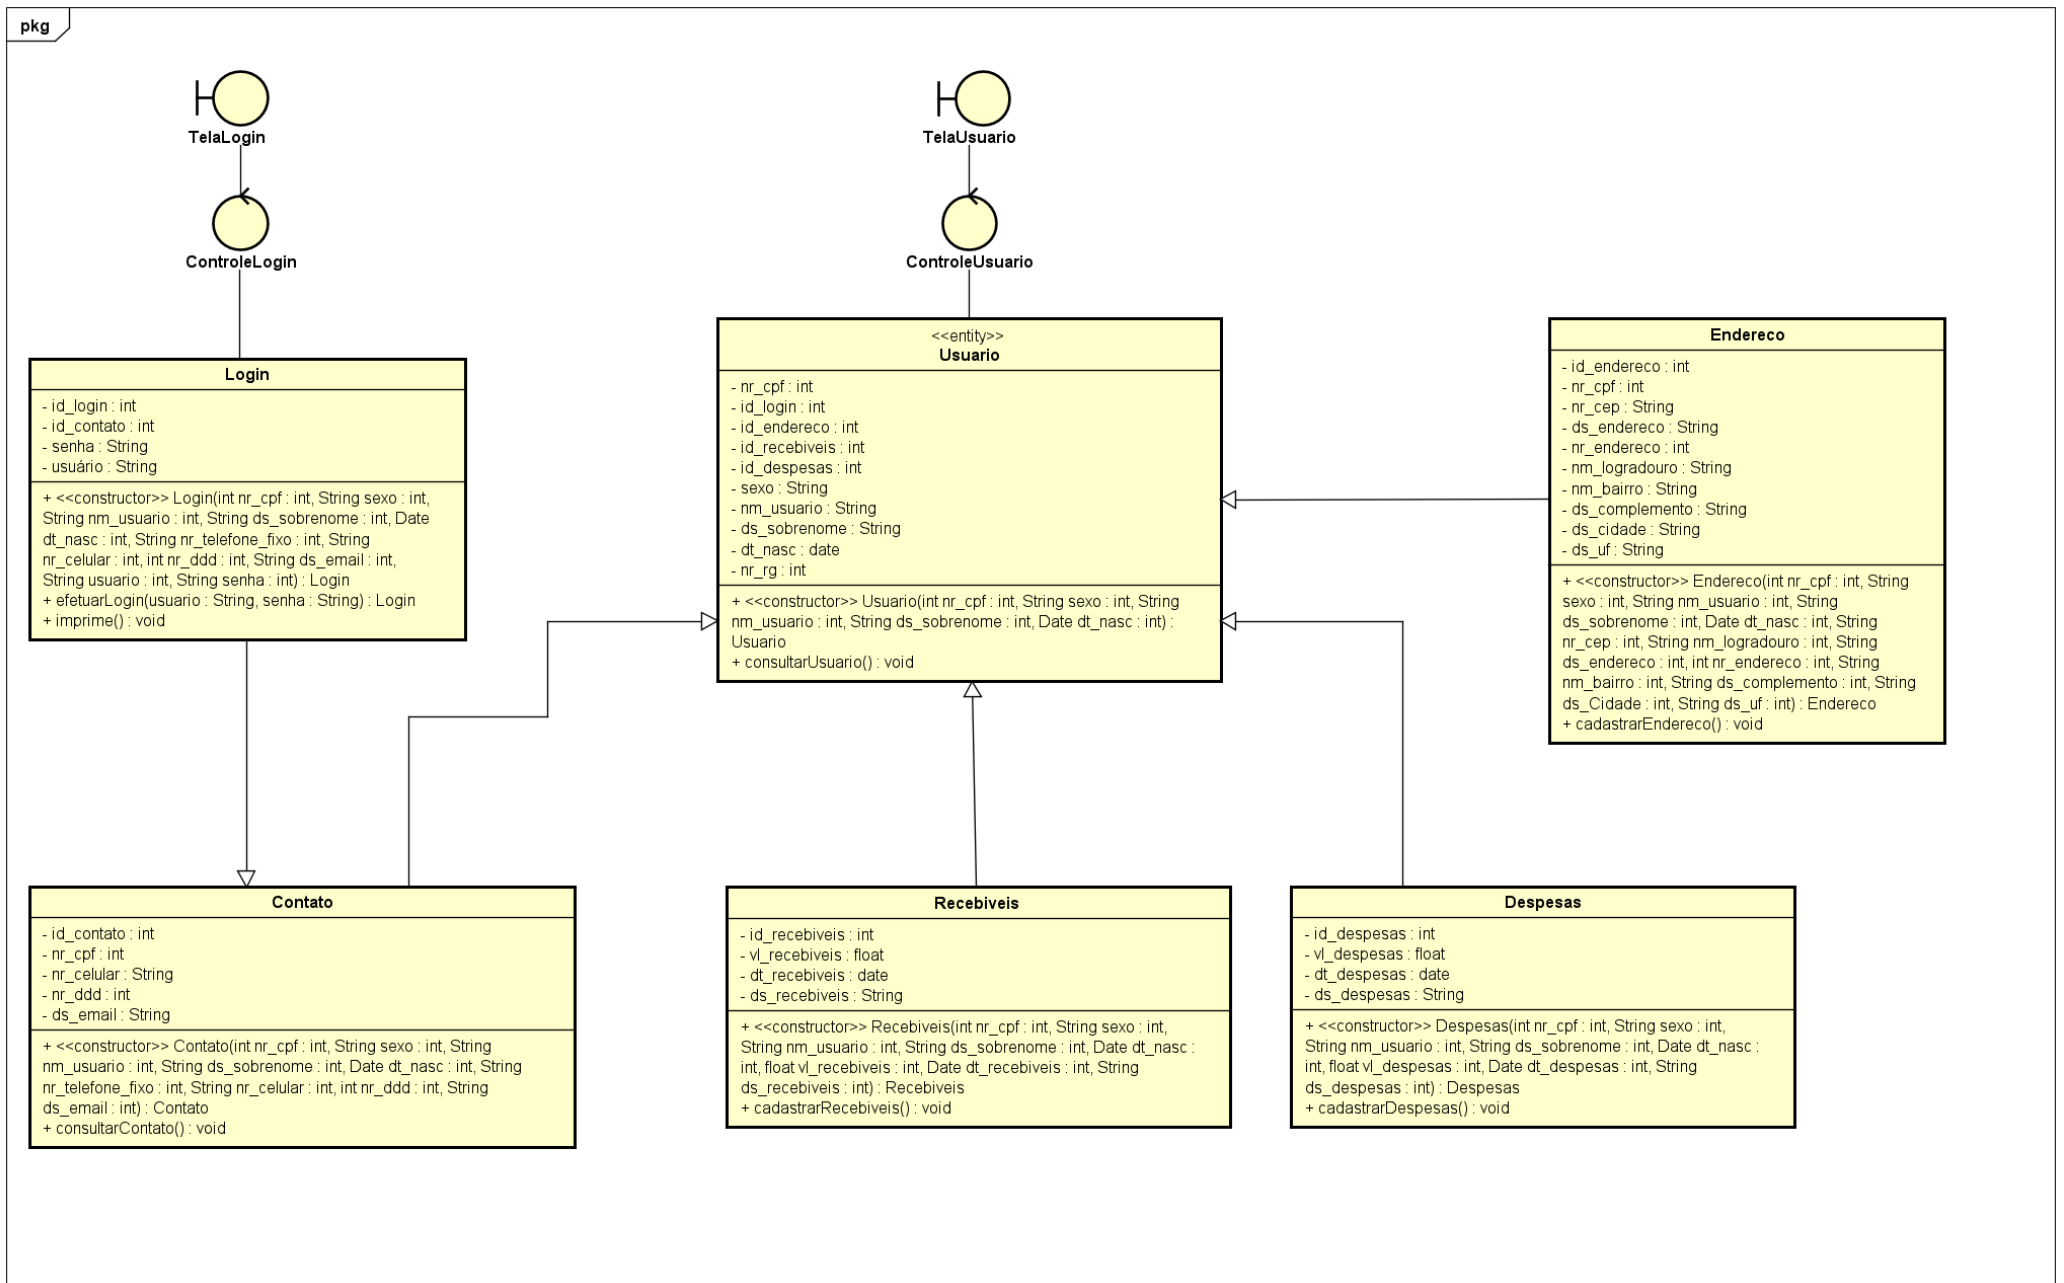 pkg
TelaLogin
TelaUsuario
ControleLogin
ControleUsuario
Login
- id_login : int
- id_contato : int
- senha : String
- usuário : String
+ <<constructor>> Login(int nr_cpf : int, String sexo : int,
String nm_usuario : int, String ds_sobrenome : int, Date
dt_nasc : int, String nr_telefone_fixo : int, String
nr_celular : int, int nr_ddd : int, String ds_email : int,
String usuario : int, String senha : int) : Login
+ efetuarLogin(usuario : String, senha : String) : Login
+ imprime() : void
<<entity>>
Usuario
- nr_cpf : int
- id_login : int
- id_endereco : int
- id_recebiveis : int
- id_despesas : int
- sexo : String
- nm_usuario : String
- ds_sobrenome : String
- dt_nasc : date
- nr_rg : int
+ <<constructor>> Usuario(int nr_cpf : int, String sexo : int, String
nm_usuario : int, String ds_sobrenome : int, Date dt_nasc : int) :
Usuario
+ consultarUsuario() : void
Endereco
- id_endereco : int
- nr_cpf : int
- nr_cep : String
- ds_endereco : String
- nr_endereco : int
- nm_logradouro : String
- nm_bairro : String
- ds_complemento : String
- ds_cidade : String
- ds_uf : String
+ <<constructor>> Endereco(int nr_cpf : int, String
sexo : int, String nm_usuario : int, String
ds_sobrenome : int, Date dt_nasc : int, String
nr_cep : int, String nm_logradouro : int, String
ds_endereco : int, int nr_endereco : int, String
nm_bairro : int, String ds_complemento : int, String
ds_Cidade : int, String ds_uf : int) : Endereco
+ cadastrarEndereco() : void
Contato
- id_contato : int
- nr_cpf : int
- nr_celular : String
- nr_ddd : int
- ds_email : String
+ <<constructor>> Contato(int nr_cpf : int, String sexo : int, String
nm_usuario : int, String ds_sobrenome : int, Date dt_nasc : int, String
nr_telefone_fixo : int, String nr_celular : int, int nr_ddd : int, String
ds_email : int) : Contato
+ consultarContato() : void
Recebiveis
- id_recebiveis : int
- vl_recebiveis : float
- dt_recebiveis : date
- ds_recebiveis : String
+ <<constructor>> Recebiveis(int nr_cpf : int, String sexo : int,
String nm_usuario : int, String ds_sobrenome : int, Date dt_nasc :
int, float vl_recebiveis : int, Date dt_recebiveis : int, String
ds_recebiveis : int) : Recebiveis
+ cadastrarRecebiveis() : void
Despesas
- id_despesas : int
- vl_despesas : float
- dt_despesas : date
- ds_despesas : String
+ <<constructor>> Despesas(int nr_cpf : int, String sexo : int,
String nm_usuario : int, String ds_sobrenome : int, Date dt_nasc :
int, float vl_despesas : int, Date dt_despesas : int, String
ds_despesas : int) : Despesas
+ cadastrarDespesas() : void